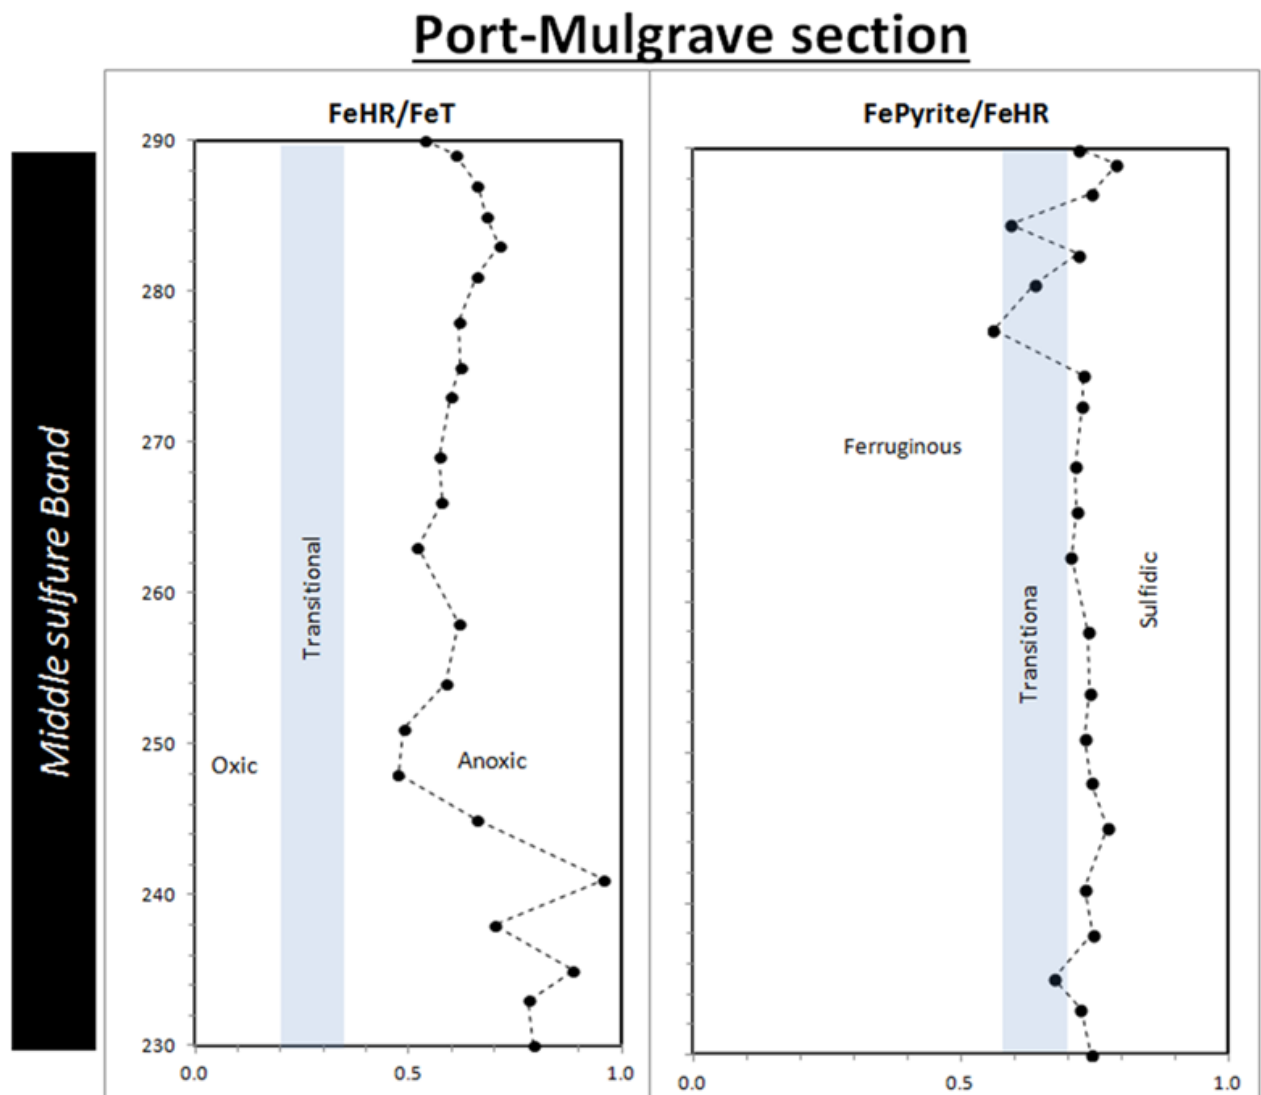 Port-Mulgrave section
FeHR/FeT
FePyrite/FeHR
Middle sulfure Band
290
280
270
260
250
240
230
Oxic
Transitional
Anoxic
Ferruginous
Transitiona
Sulfidic
0.0
0.5
1.0
0.0
0.5
1.0